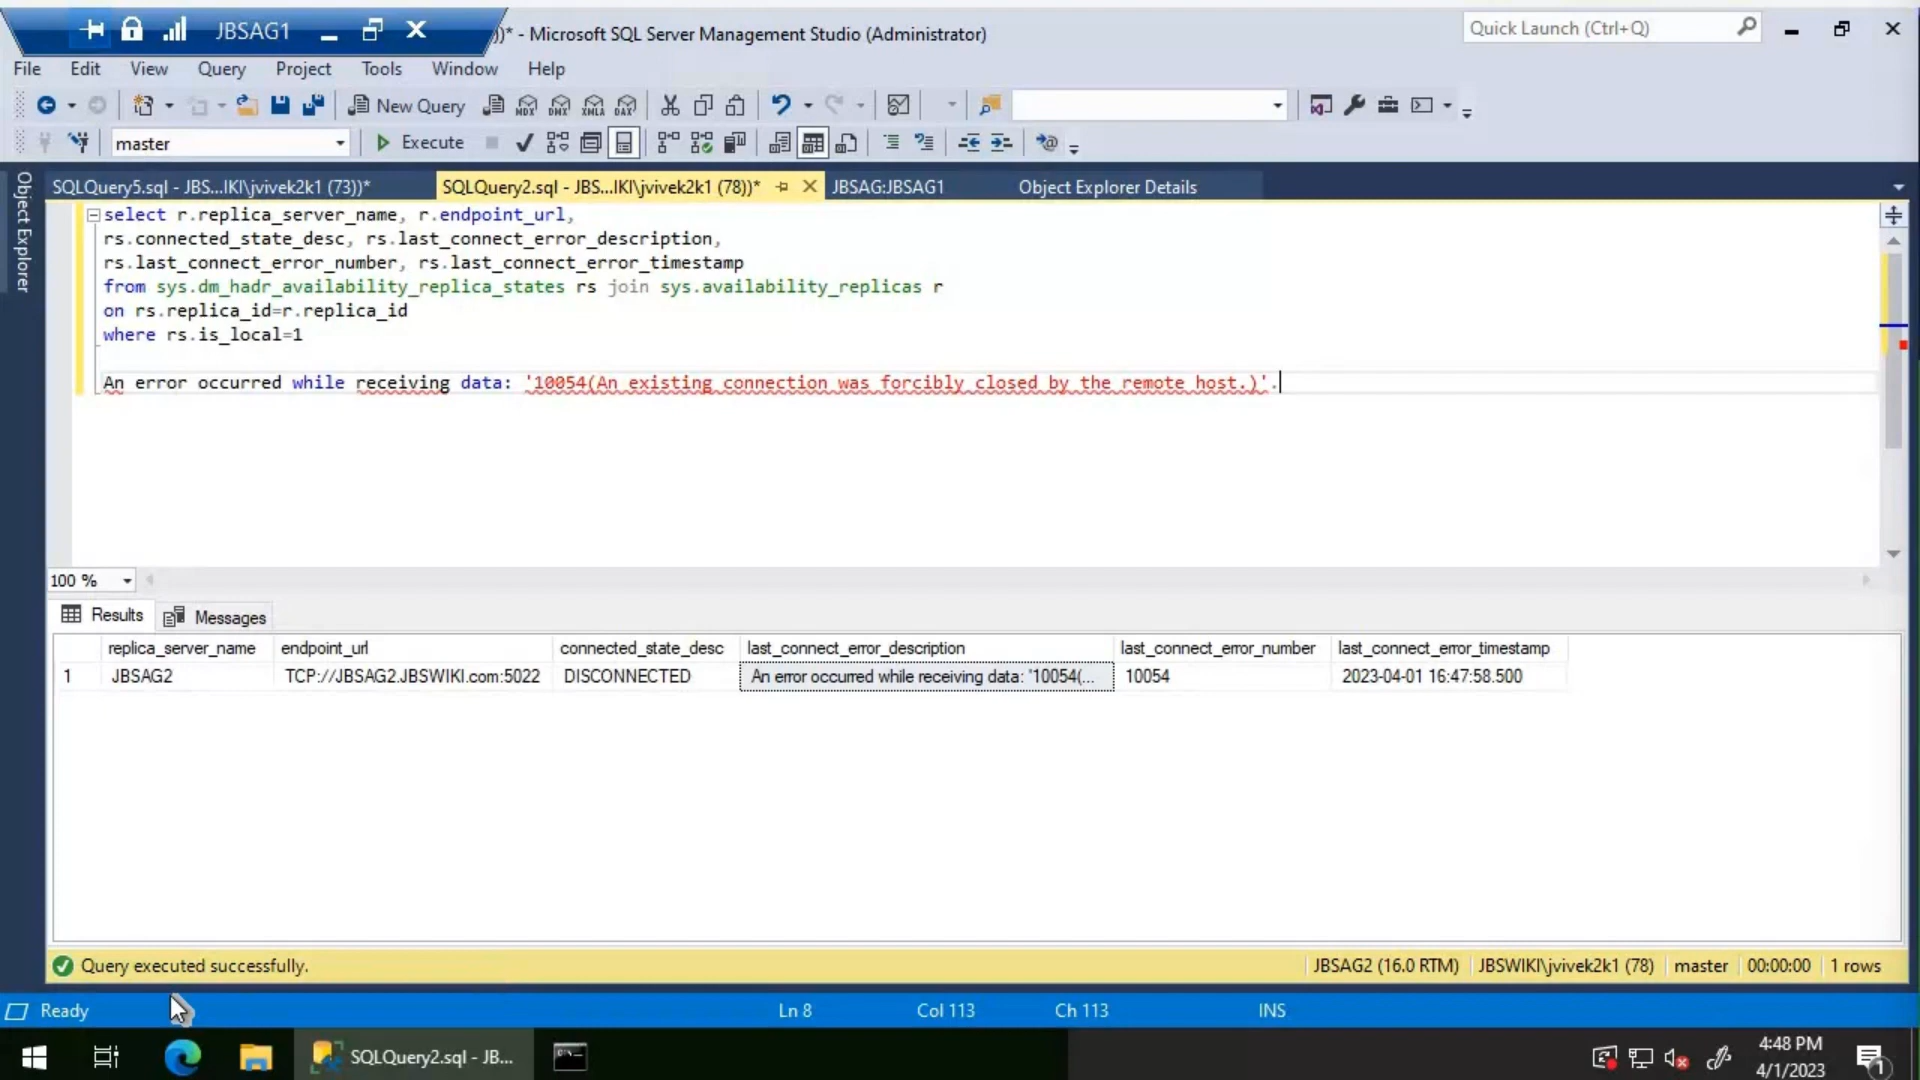 JBSAG1
))* - Microsoft SQL Server Management Studio (Administrator)
Quick Launch (Ctrl+Q)
File Edit View Query Project Tools Window Help
New Query MDX DMX XMLA DAX
master Execute
SQLQuery5.sql - JBS...IKI\jvivek2k1 (73))* SQLQuery2.sql - JBS...IKI\jvivek2k1 (78))* JBSAG:JBSAG1 Object Explorer Details
Object Explorer
select r.replica_server_name, r.endpoint_url,
rs.connected_state_desc, rs.last_connect_error_description,
rs.last_connect_error_number, rs.last_connect_error_timestamp
from sys.dm_hadr_availability_replica_states rs join sys.availability_replicas r
on rs.replica_id=r.replica_id
where rs.is_local=1
An error occurred while receiving data: '10054(An existing connection was forcibly closed by the remote host.)'.
100 %
Results Messages
replica_server_name endpoint_url connected_state_desc last_connect_error_description last_connect_error_number last_connect_error_timestamp
1 JBSAG2 TCP://JBSAG2.JBSWIKI.com:5022 DISCONNECTED An error occurred while receiving data: '10054(... 10054 2023-04-01 16:47:58.500
Query executed successfully. JBSAG2 (16.0 RTM) JBSWIKI\jvivek2k1 (78) master 00:00:00 1 rows
Ready Ln 8 Col 113 Ch 113 INS
SQLQuery2.sql - JB...
4:48 PM
4/1/2023
1